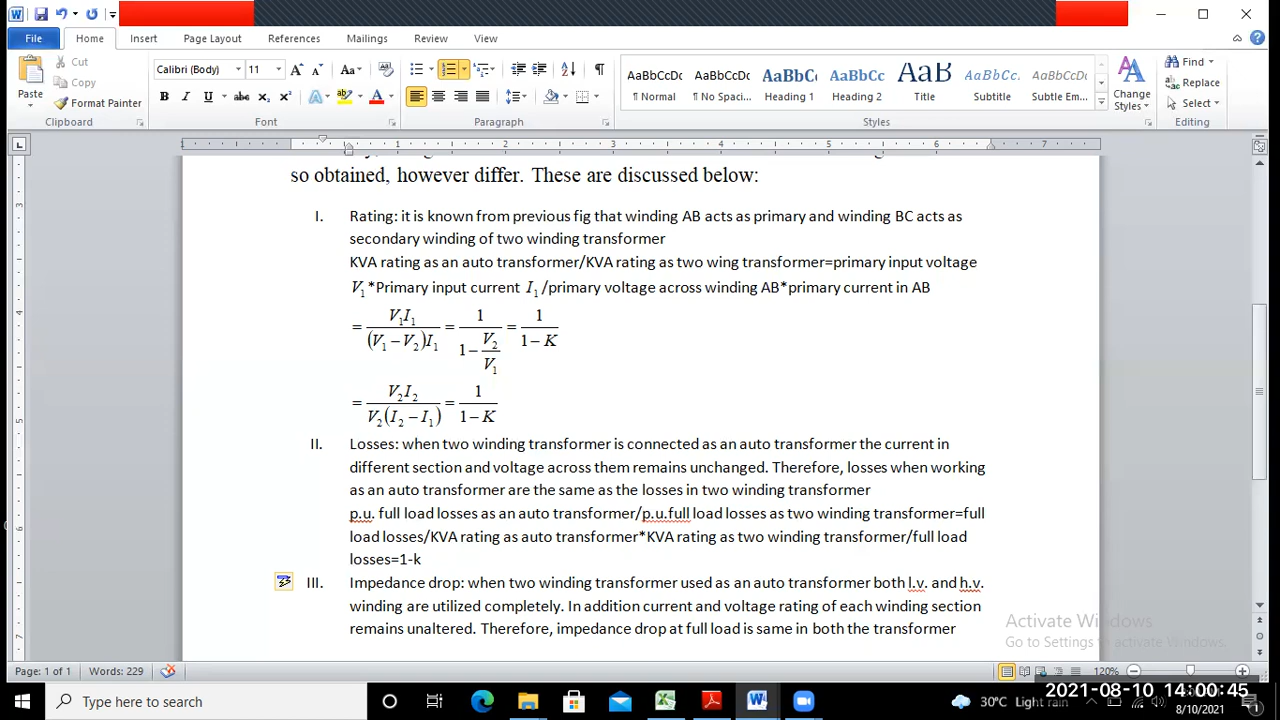 File Home Insert Page Layout References Mailings Review View
Paste
Cut
Copy
Format Painter
Clipboard
Calibri (Body) 11
Font
Paragraph
AaBbCcDc AaBbCcDc AaBbC AaBbCc AaB AaBbCc. AaBbCcDc
¶ Normal ¶ No Spaci... Heading 1 Heading 2 Title Subtitle Subtle Em...
Styles
Change Styles
Find
Replace
Select
Editing
1 1 2 3 4 5 6 7
so obtained, however differ. These are discussed below:
I. Rating: it is known from previous fig that winding AB acts as primary and winding BC acts as
secondary winding of two winding transformer
KVA rating as an auto transformer/KVA rating as two wing transformer=primary input voltage
V₁*Primary input current I₁/primary voltage across winding AB*primary current in AB
= V₁I₁/(V₁−V₂)I₁ = 1/(1−V₂/V₁) = 1/(1−K)
= V₂I₂/V₂(I₂−I₁) = 1/(1−K)
II. Losses: when two winding transformer is connected as an auto transformer the current in
different section and voltage across them remains unchanged. Therefore, losses when working
as an auto transformer are the same as the losses in two winding transformer
p.u. full load losses as an auto transformer/p.u.full load losses as two winding transformer=full
load losses/KVA rating as auto transformer*KVA rating as two winding transformer/full load
losses=1-k
III. Impedance drop: when two winding transformer used as an auto transformer both l.v. and h.v.
winding are utilized completely. In addition current and voltage rating of each winding section
remains unaltered. Therefore, impedance drop at full load is same in both the transformer
Activate Windows
Go to Settings to activate Windows.
Page: 1 of 1 Words: 229 120%
Type here to search
30°C Light rain
2021-08-10 14:00:45
8/10/2021